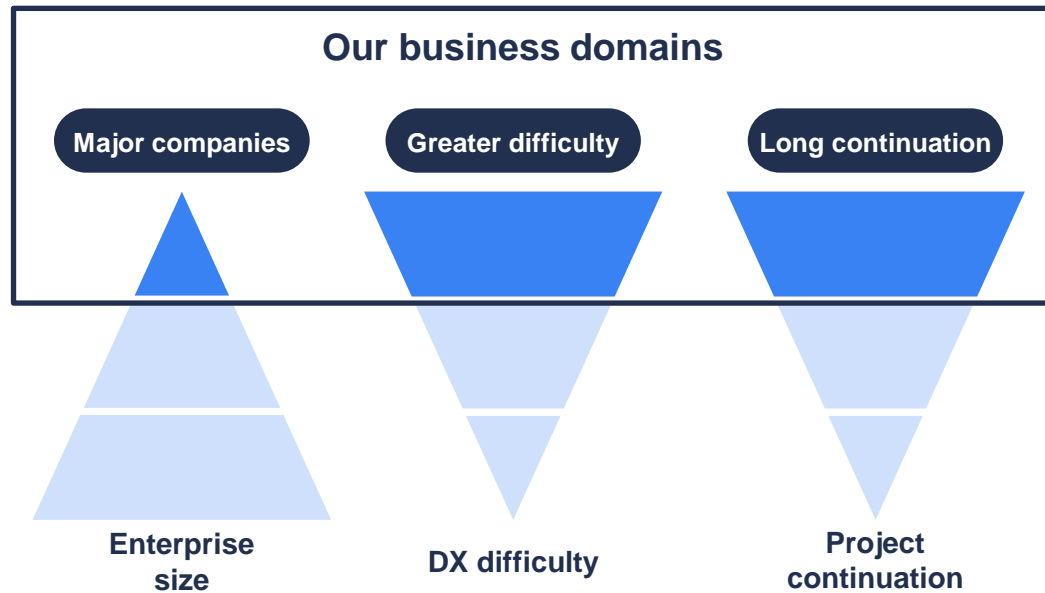 Our business domains
Major companies
Greater difficulty
Long continuation
Enterprise
size
DX difficulty
Project
continuation